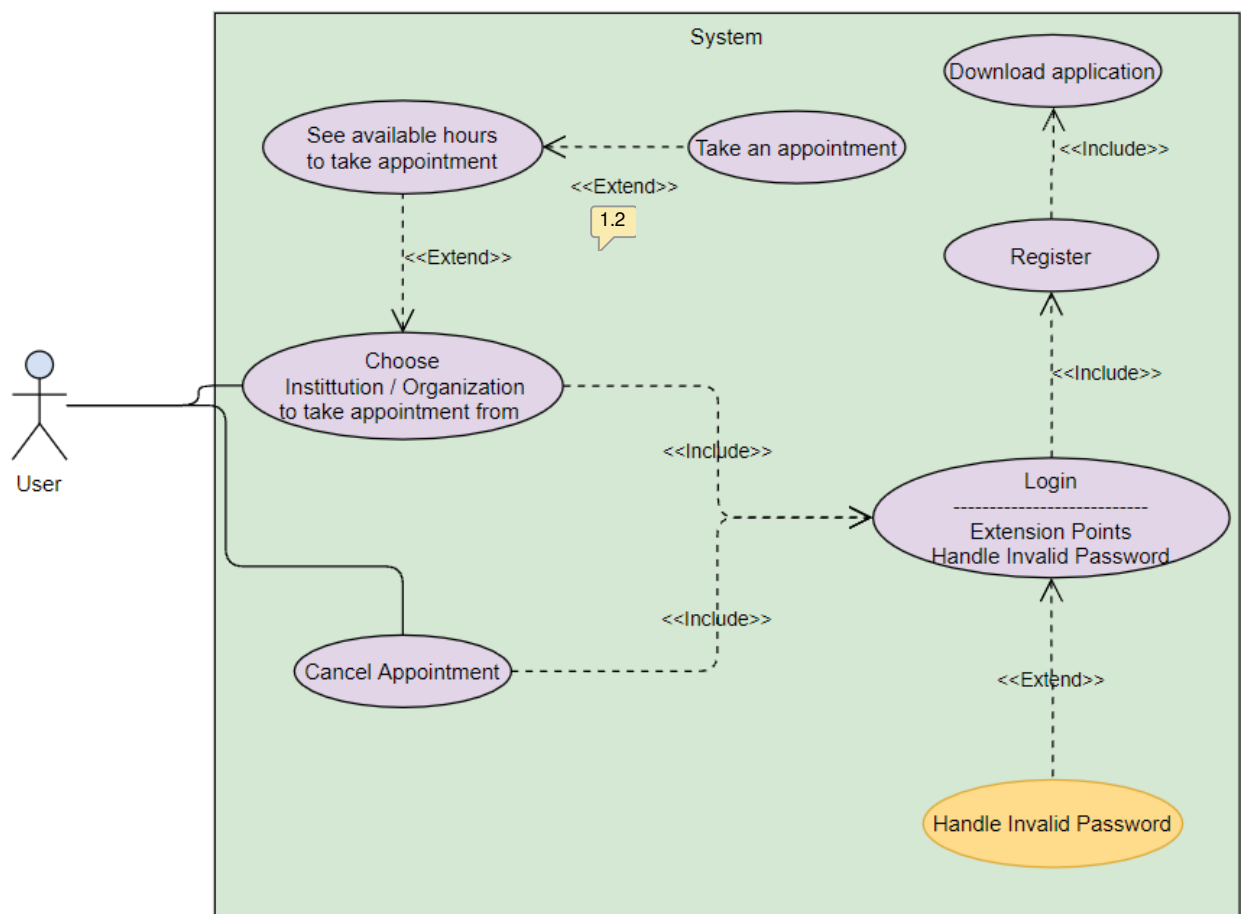 System
Download application
See available hours
to take appointment
Take an appointment
<<Include>>
<<Extend>>
1.2
<<Extend>>
Register
Choose
Instittution / Organization
to take appointment from
<<Include>>
<<Include>>
User
Login
---------------------------
Extension Points
Handle Invalid Password
<<Include>>
Cancel Appointment
<<Extend>>
Handle Invalid Password